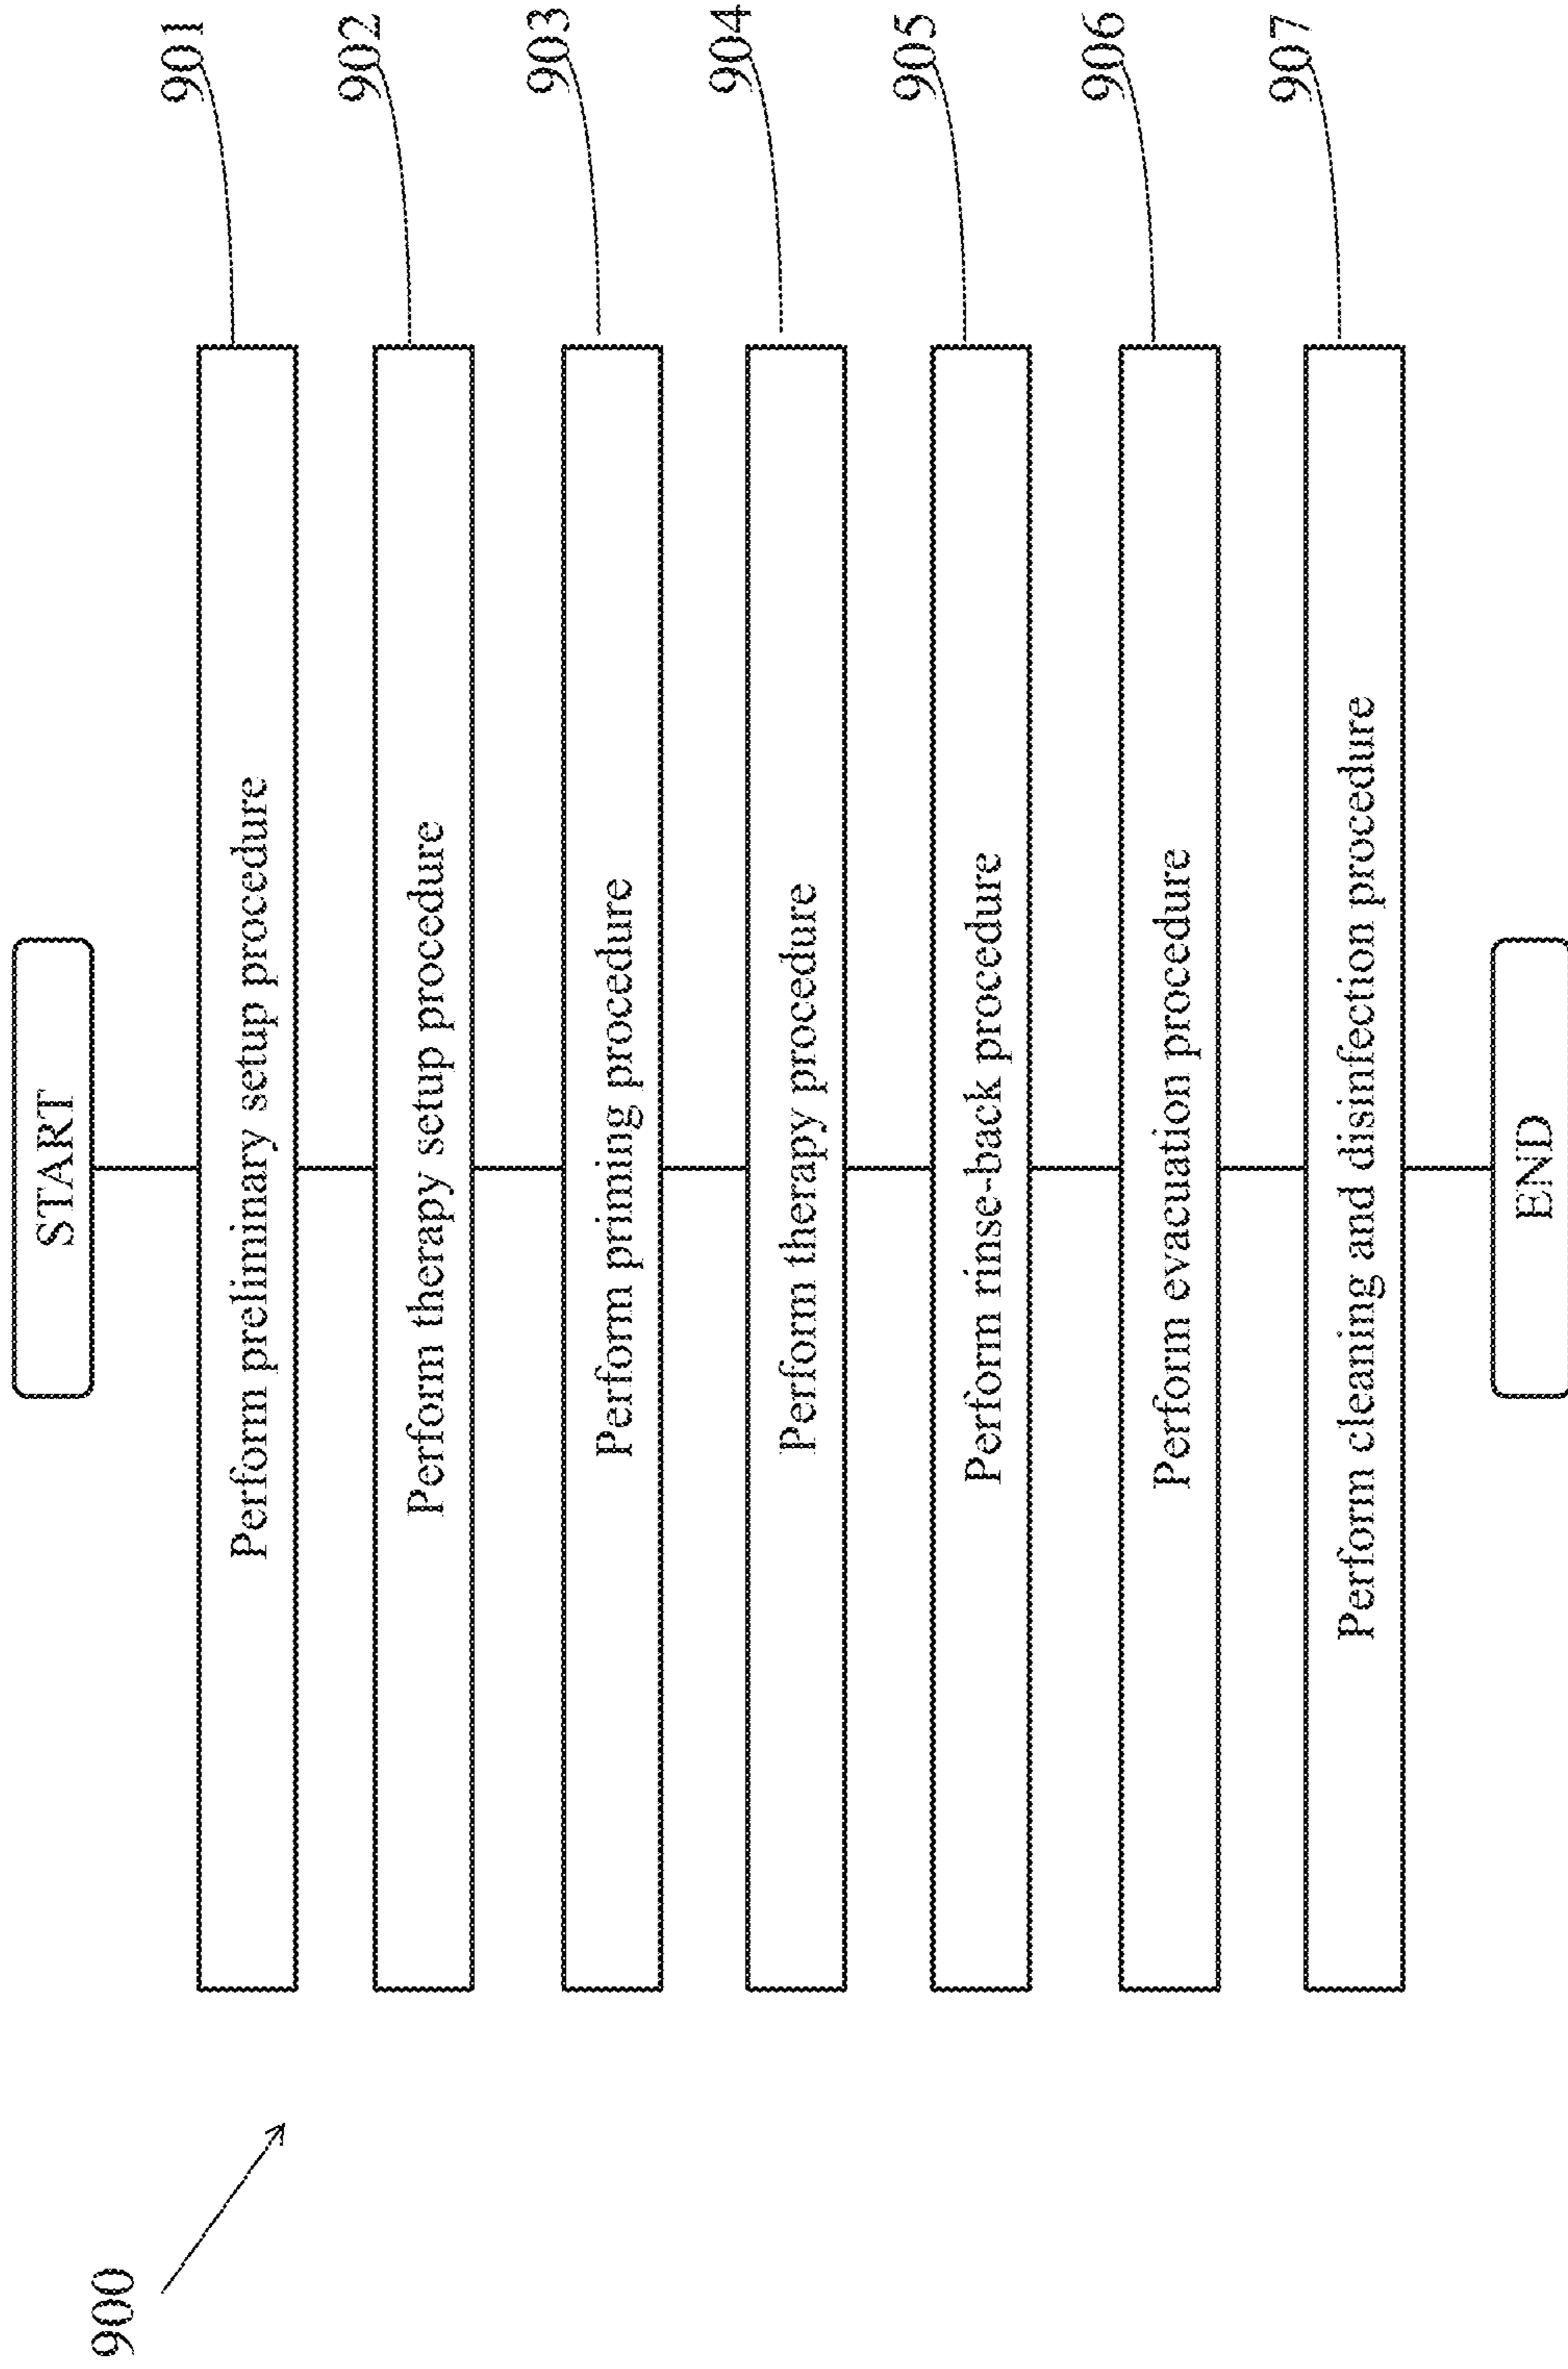 900
START
Perform preliminary setup procedure
901
Perform therapy setup procedure
902
Perform priming procedure
903
Perform therapy procedure
904
Perform rinse-back procedure
905
Perform evacuation procedure
906
Perform cleaning and disinfection procedure
907
END